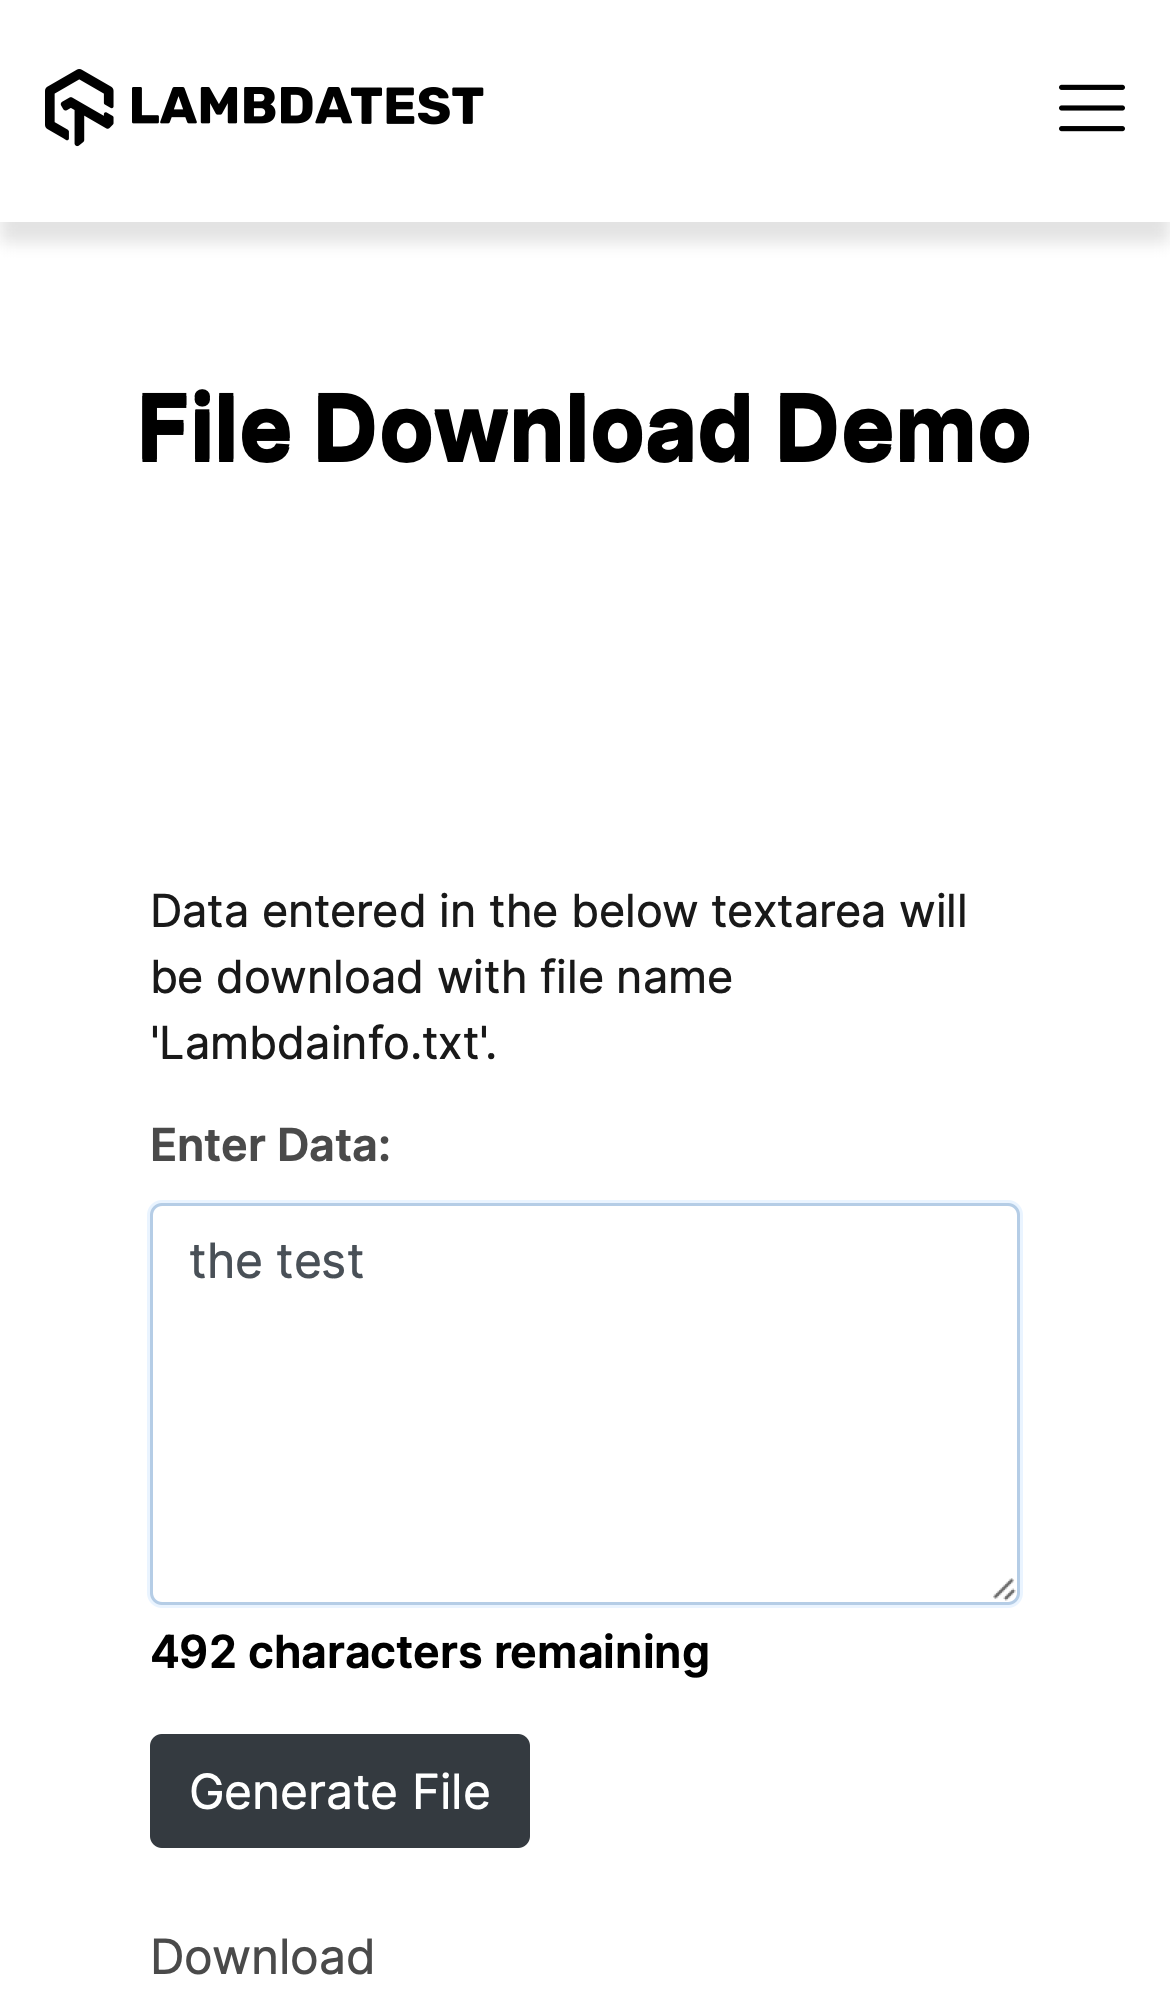 LAMBDATEST
File Download Demo
Data entered in the below textarea will
be download with file name
'Lambdainfo.txt'.
Enter Data:
the test
492 characters remaining
Generate File
Download